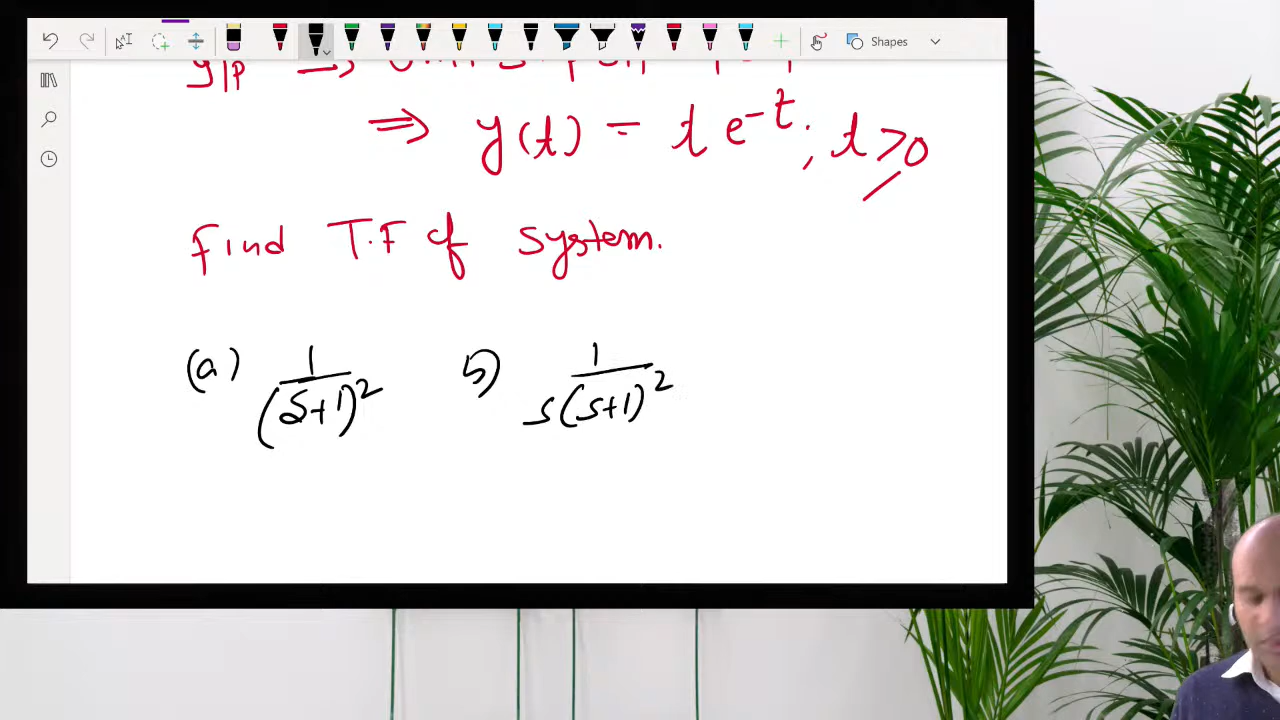 Shapes
⇒ y(t) = t e^-t; t>0
Find T.F of system.
(a) 1/(S+1)^2 b) 1/s(s+1)^2